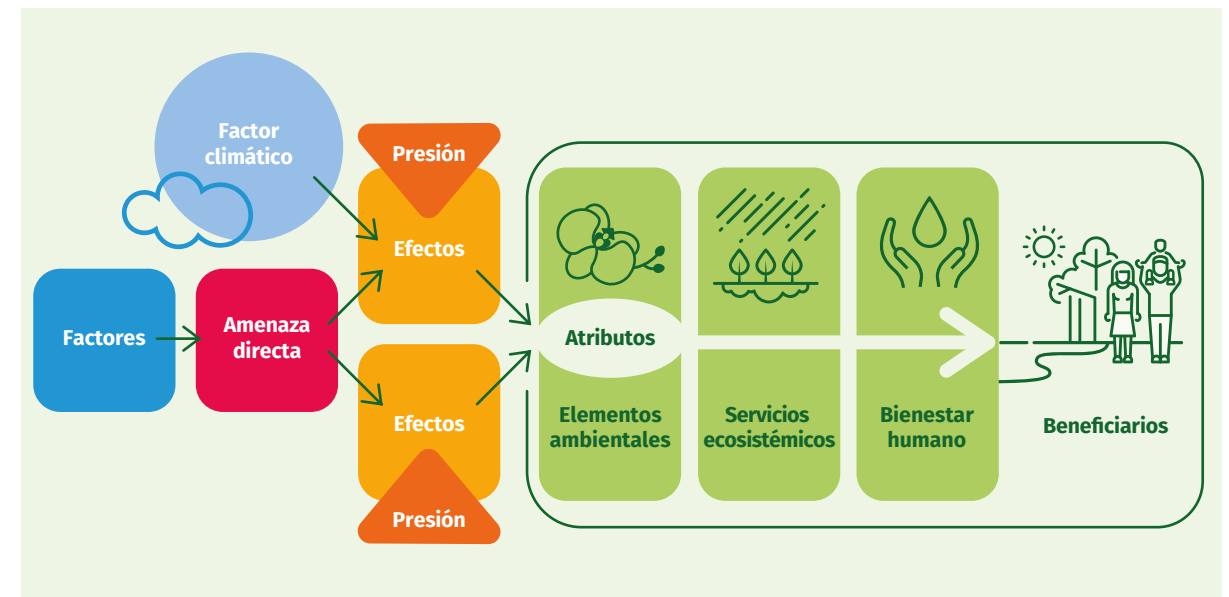 Factor
climático
Presión
Efectos
Factores
Amenaza
directa
Efectos
Presión
Atributos
Elementos
ambientales
Servicios
ecosistémicos
Bienestar
humano
Beneficiarios